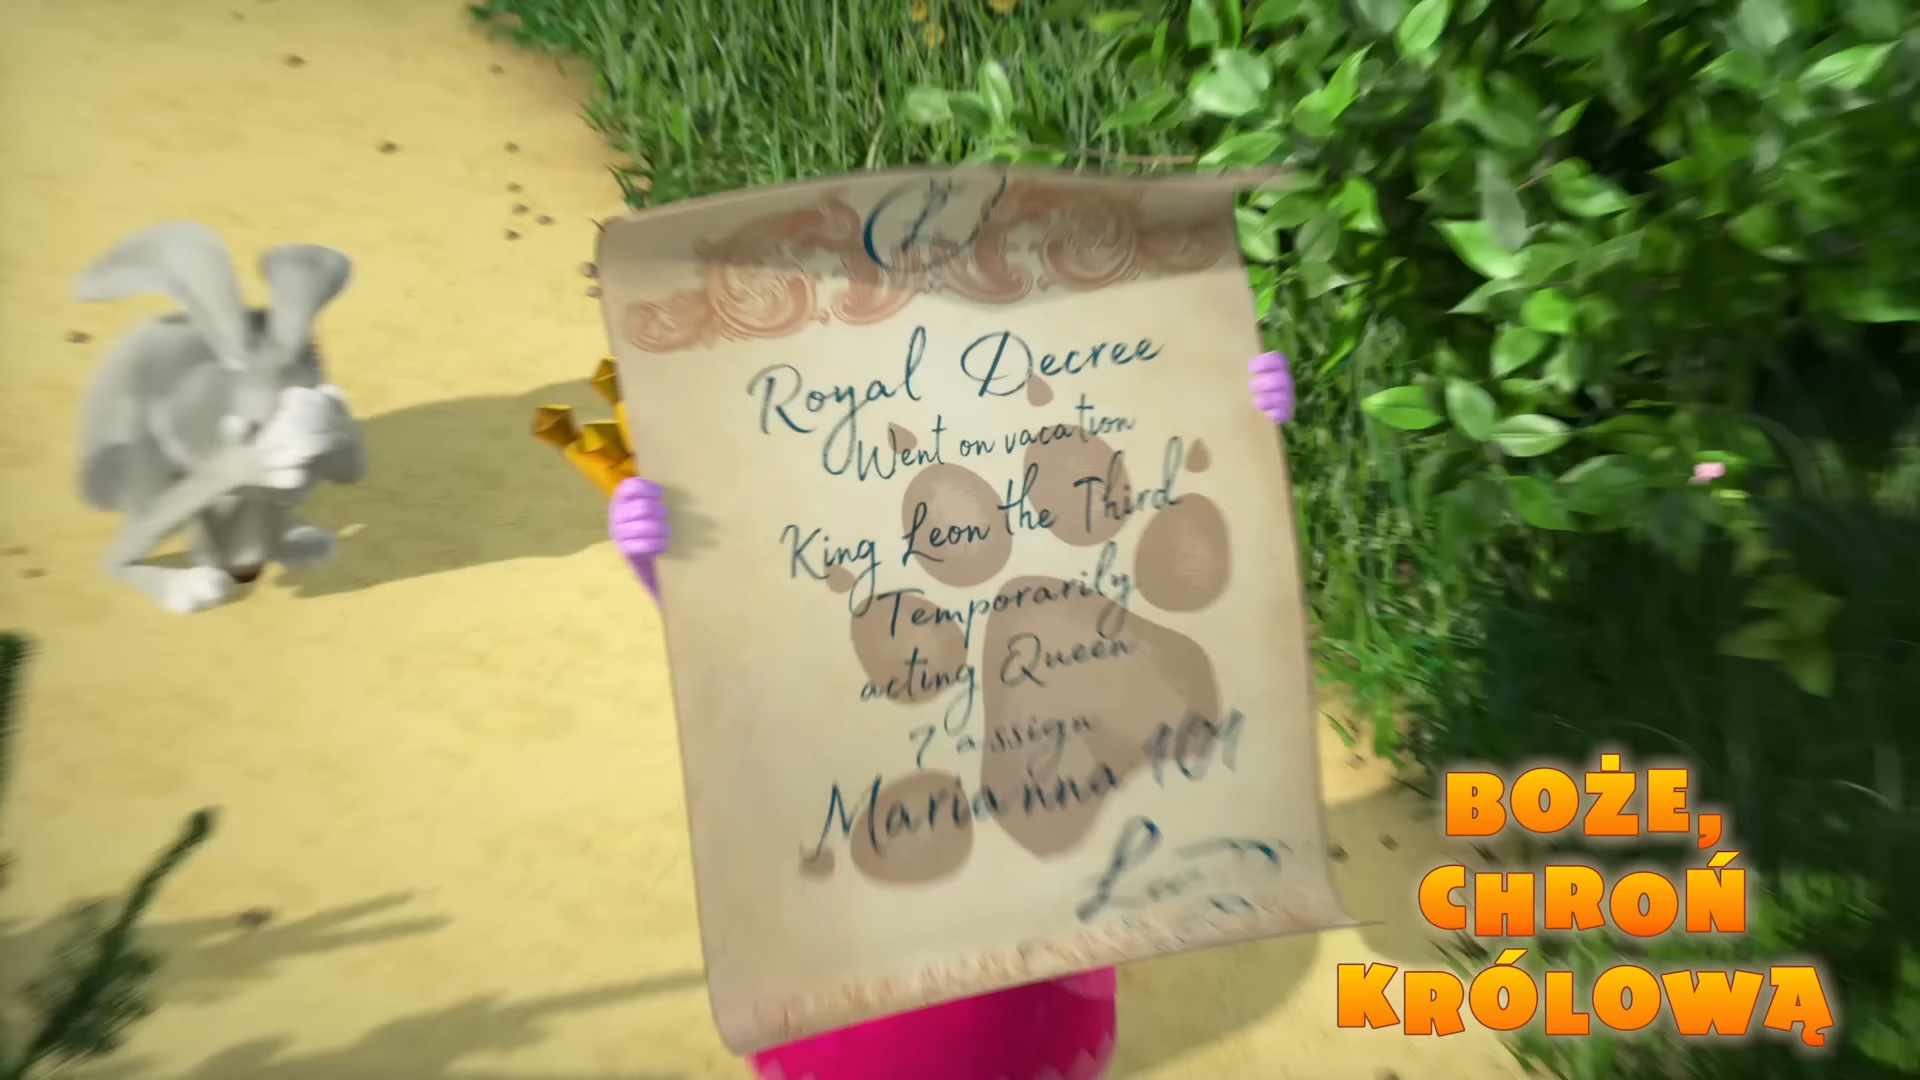 Royal Decree
Went on vacation
King Leon the Third
Temporarily
acting Queen
I assign
Marianna 101
BOŻE,
CHROŃ
KRÓLOWĄ